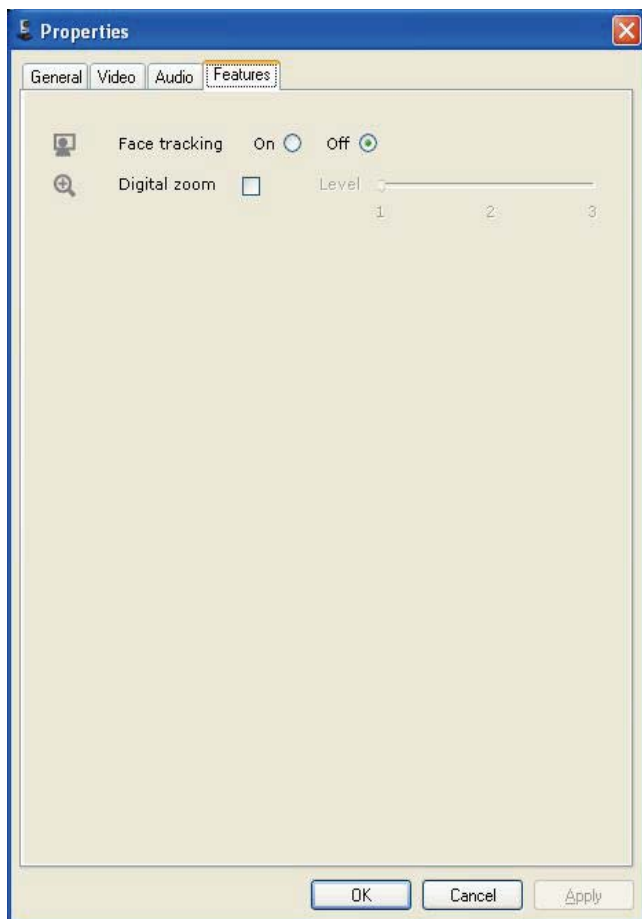 Properties
General Video Audio Features
Face tracking On Off
Digital zoom Level
1 2 3
OK Cancel Apply